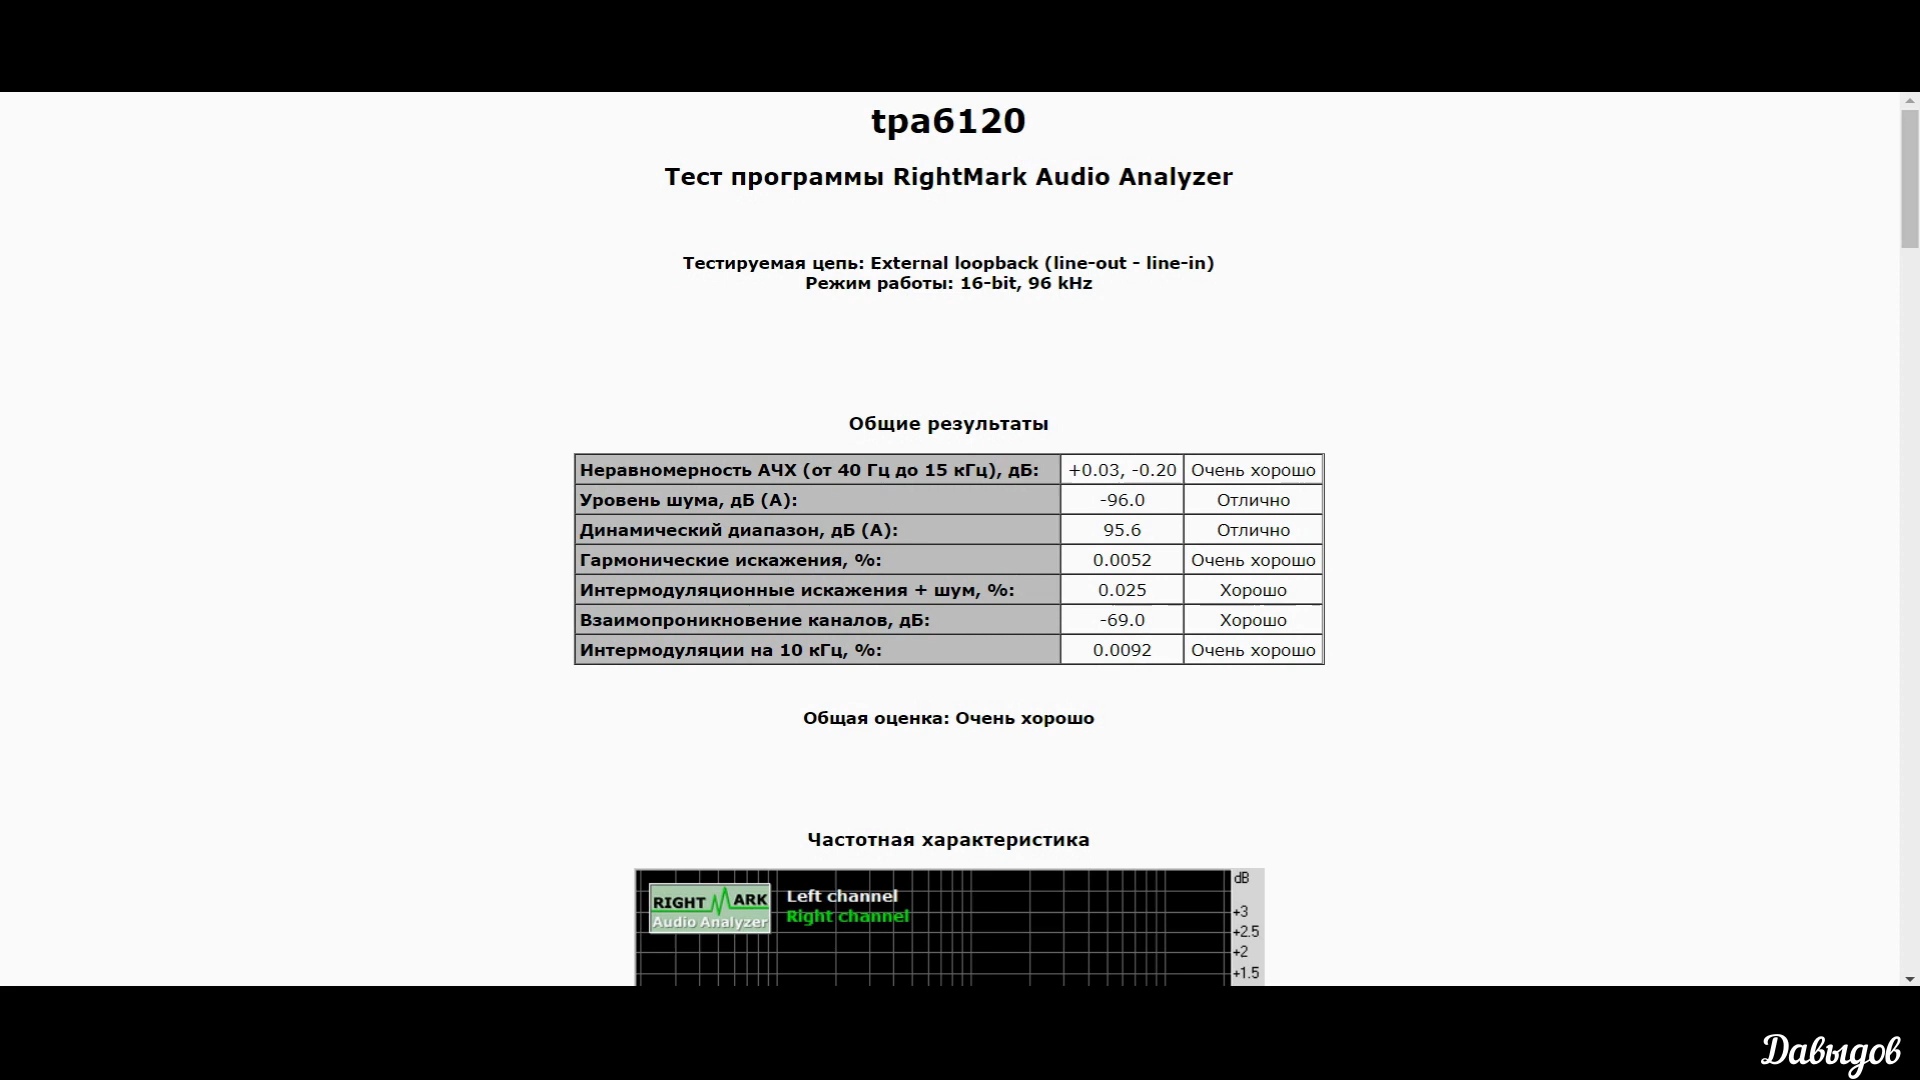 tpa6120
Тест программы RightMark Audio Analyzer
Тестируемая цепь: External loopback (line-out - line-in)
Режим работы: 16-bit, 96 kHz
Общие результаты
Неравномерность АЧХ (от 40 Гц до 15 кГц), дБ: +0.03, -0.20 Очень хорошо
Уровень шума, дБ (А): -96.0 Отлично
Динамический диапазон, дБ (А): 95.6 Отлично
Гармонические искажения, %: 0.0052 Очень хорошо
Интермодуляционные искажения + шум, %: 0.025 Хорошо
Взаимопроникновение каналов, дБ: -69.0 Хорошо
Интермодуляции на 10 кГц, %: 0.0092 Очень хорошо
Общая оценка: Очень хорошо
Частотная характеристика
RIGHT MARK
Audio Analyzer
Left channel
Right channel
dB
+3
+2.5
+2
+1.5
Давыдов